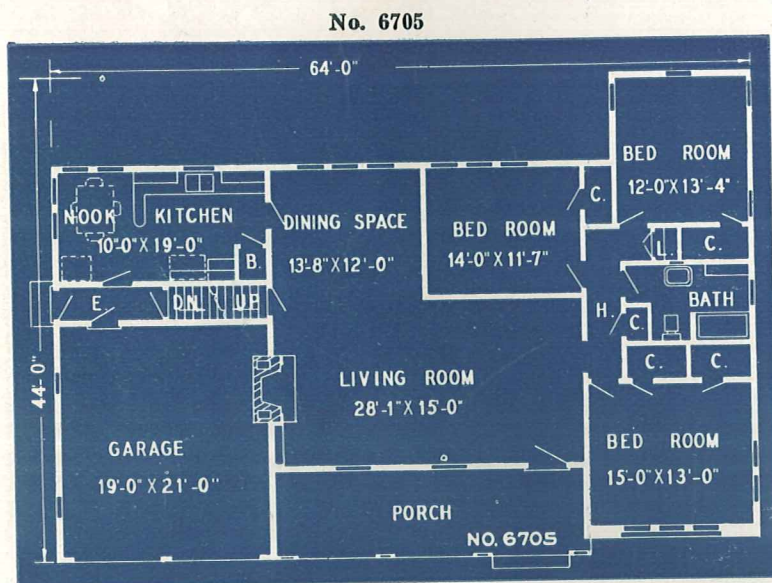 No. 6705
64'-0"
BED ROOM
12'-0"X13'-4"
NOOK
KITCHEN
10'-0"X19'-0"
DINING SPACE
13'-8"X12'-0"
BED ROOM
14'-0"X11'-7"
C.
B.
L.
C.
E.
DN.
UP
H.
BATH
C.
C.
C.
44'-0"
LIVING ROOM
28'-1"X15'-0"
GARAGE
19'-0"X21'-0"
BED ROOM
15'-0"X13'-0"
PORCH
NO. 6705